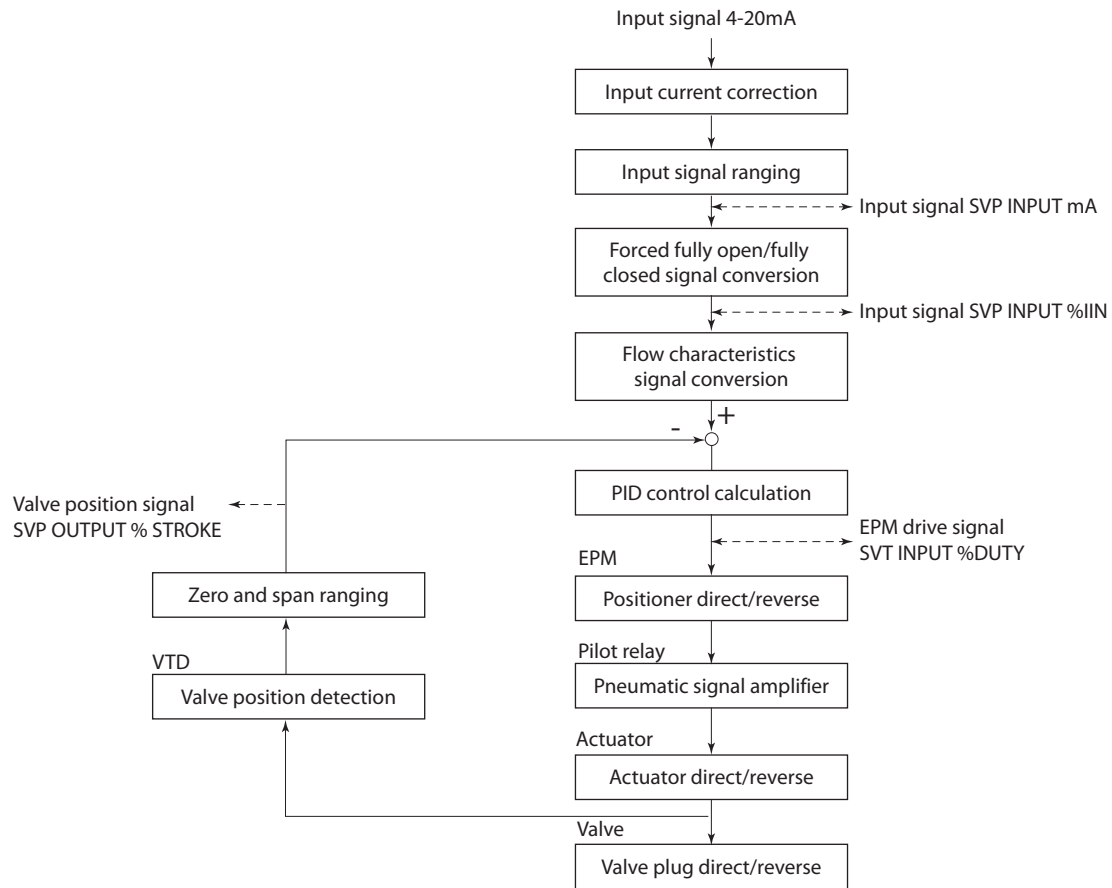 Input signal 4-20mA
Input current correction
Input signal ranging
Input signal SVP INPUT mA
Forced fully open/fully
closed signal conversion
Input signal SVP INPUT %IIN
Flow characteristics
signal conversion
- +
PID control calculation
Valve position signal
SVP OUTPUT % STROKE
EPM drive signal
SVT INPUT %DUTY
EPM
Positioner direct/reverse
Zero and span ranging
Pilot relay
Pneumatic signal amplifier
VTD
Valve position detection
Actuator
Actuator direct/reverse
Valve
Valve plug direct/reverse